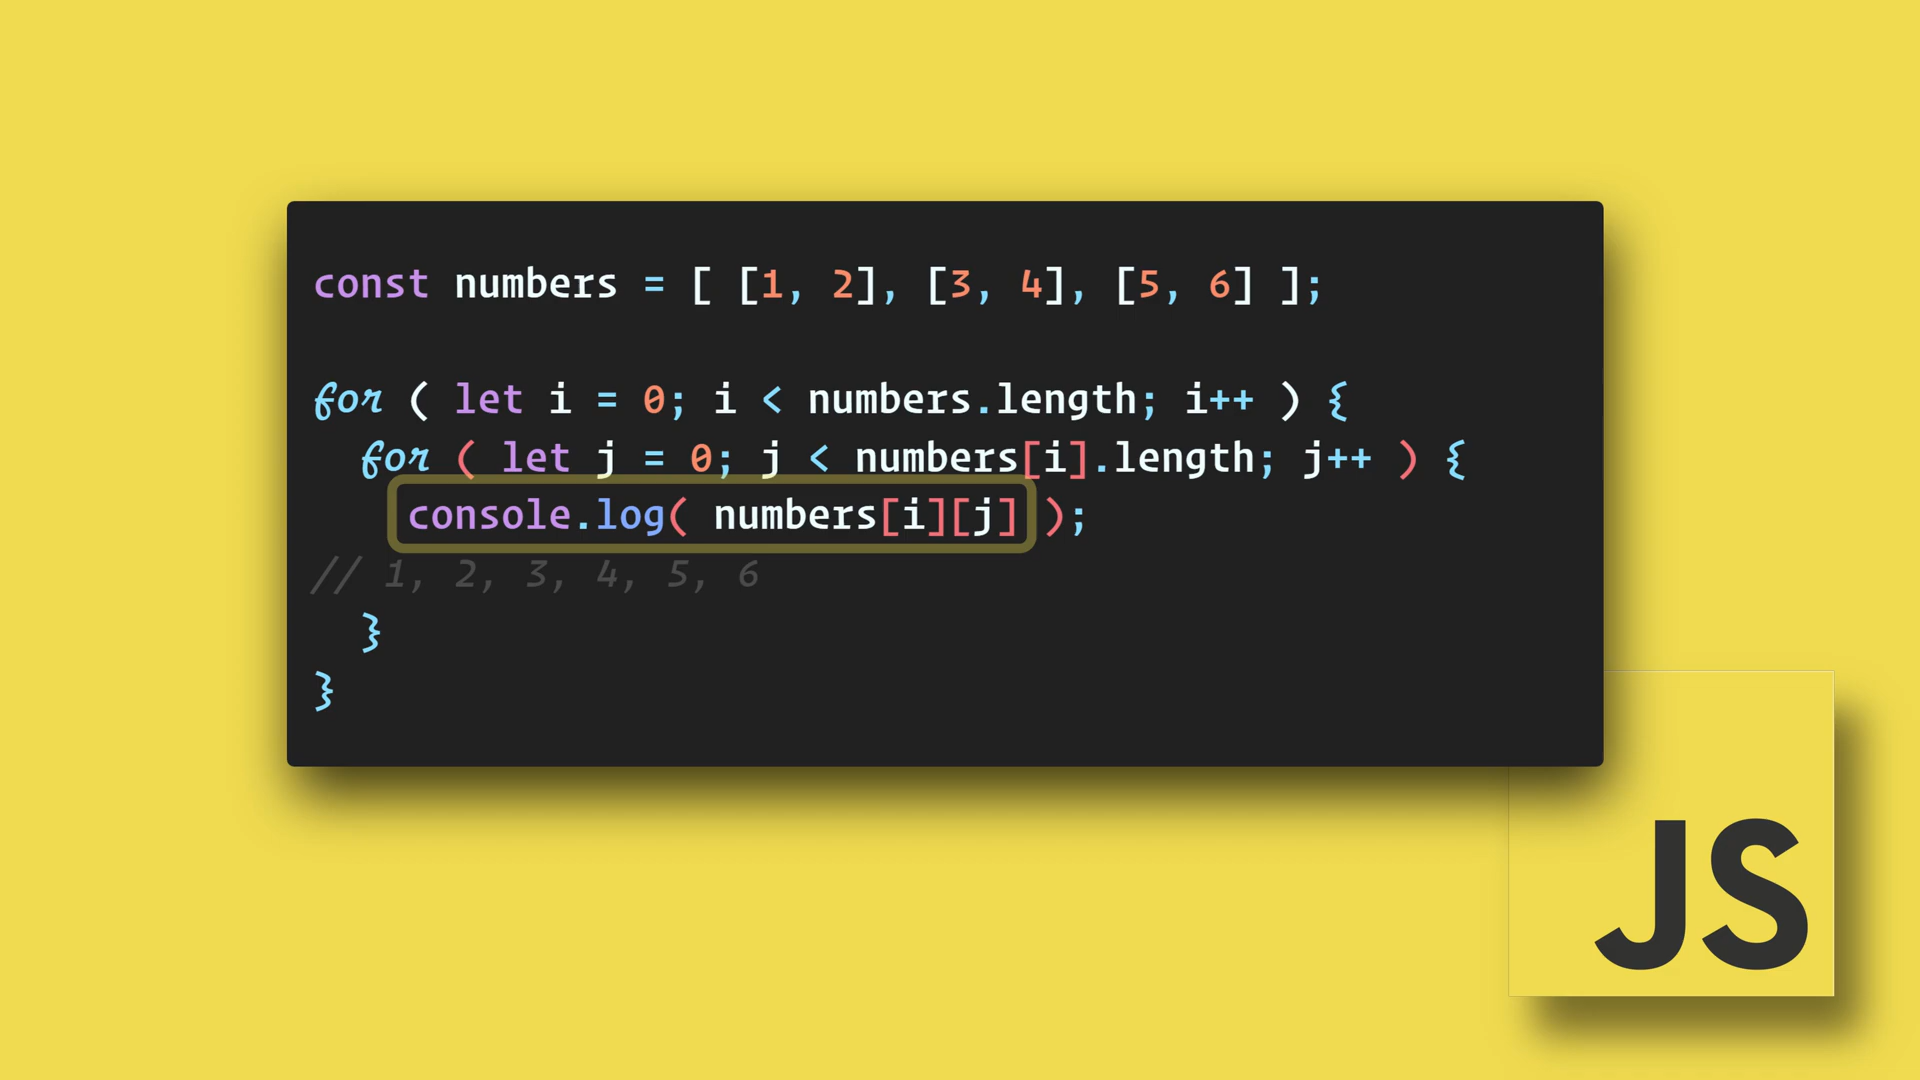 const numbers = [ [1, 2], [3, 4], [5, 6] ];
for ( let i = 0; i < numbers.length; i++ ) {
for ( let j = 0; j < numbers[i].length; j++ ) {
console.log( numbers[i][j] );
// 1, 2, 3, 4, 5, 6
}
}
JS